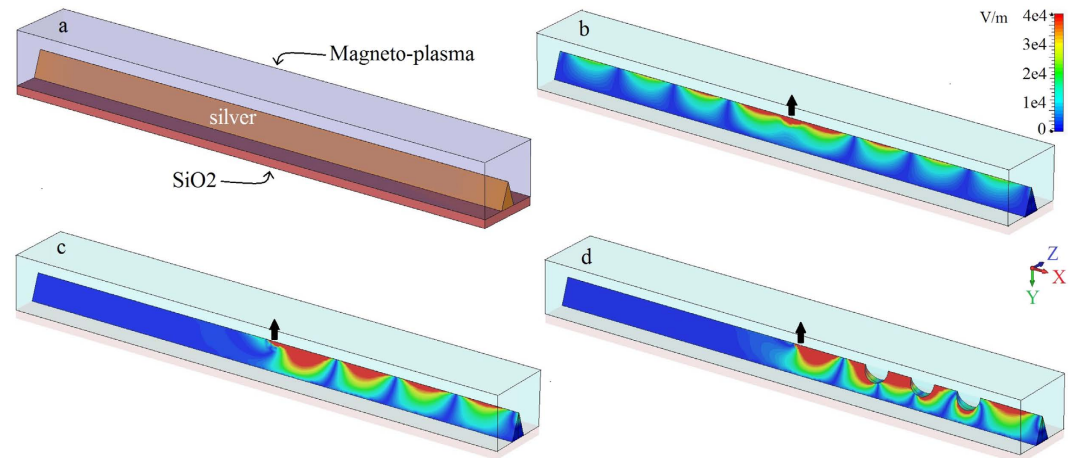 a
Magneto-plasma
silver
SiO2
b
V/m
4e4
3e4
2e4
1e4
0
c
d
Z
X
Y